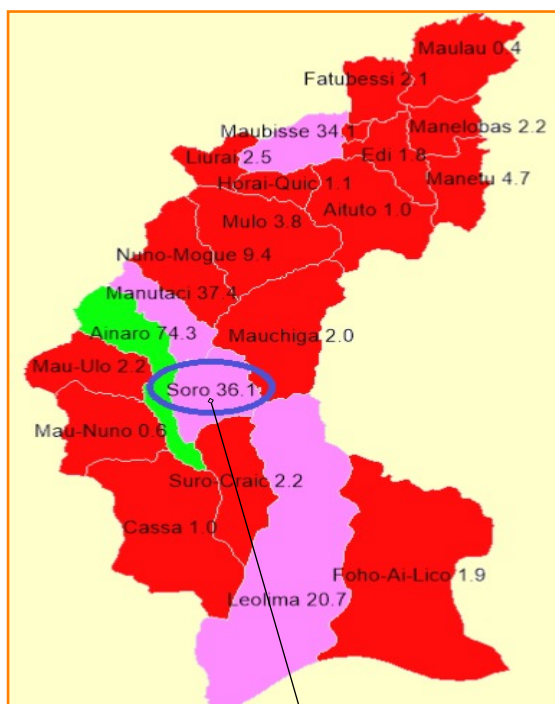 Maulau 0.4
Fatubessi 2.1
Maubisse 34.1
Manelobas 2.2
Liurai 2.5
Edi 1.8
Horai-Quic 1.1
Manetu 4.7
Aituto 1.0
Mulo 3.8
Nuno-Mogue 9.4
Manutaci 37.4
Ainaro 74.3
Mauchiga 2.0
Mau-Ulo 2.2
Soro 36.1
Mau-Nuno 0.6
Suro-Craic 2.2
Cassa 1.0
Foho-Ai-Lico 1.9
Leolima 20.7